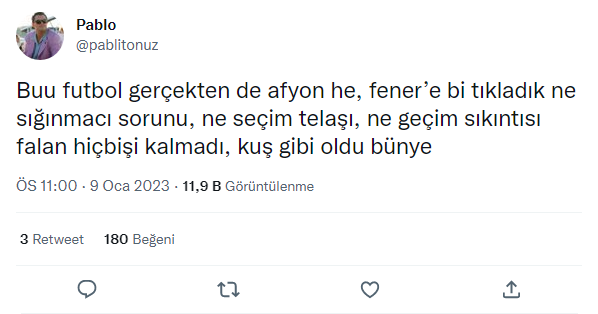 Pablo
@pablitonuz
Buu futbol gerçekten de afyon he, fener’e bi tıkladık ne
sığınmacı sorunu, ne seçim telaşı, ne geçim sıkıntısı
falan hiçbişi kalmadı, kuş gibi oldu bünye
ÖS 11:00 · 9 Oca 2023 · 11,9 B Görüntülenme
3 Retweet 180 Beğeni